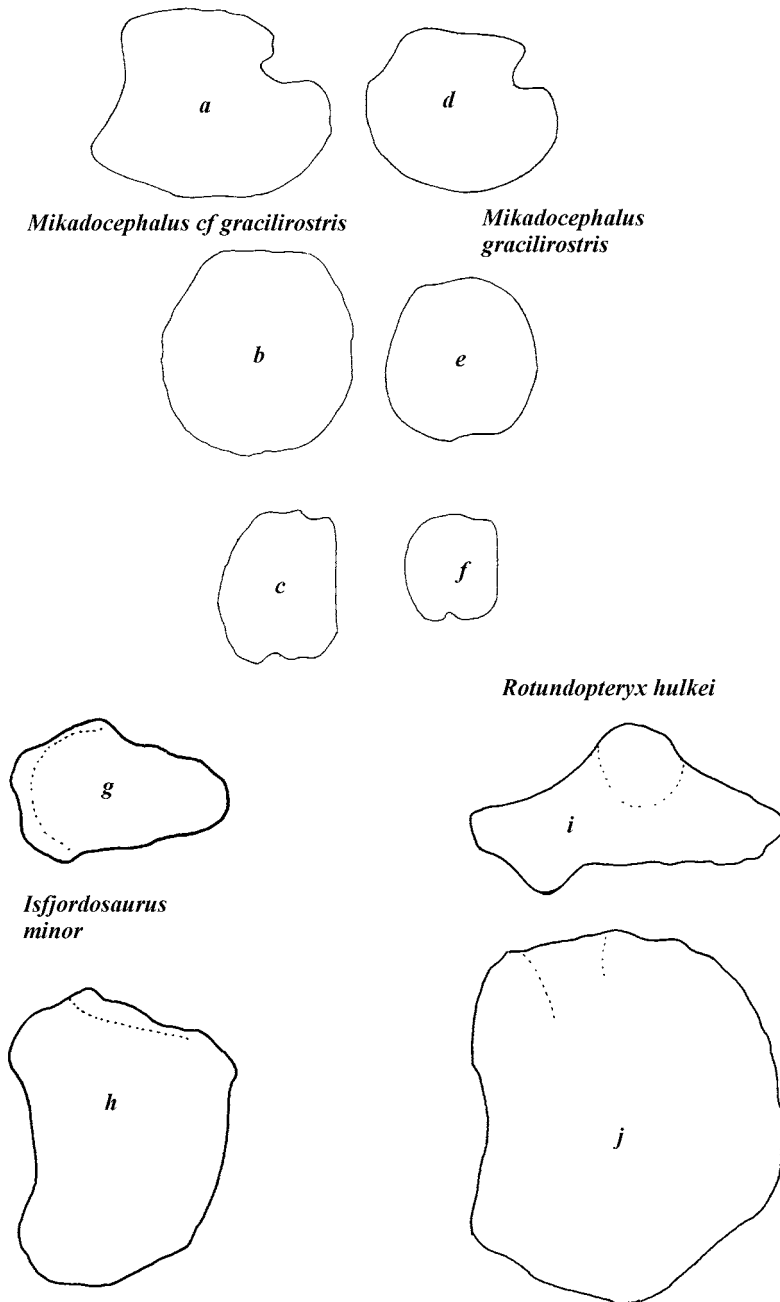 a
d
Mikadocephalus cf gracilirostris
Mikadocephalus
gracilirostris
b
e
c
f
Rotundopteryx hulkei
g
i
Isfjordosaurus
minor
h
j